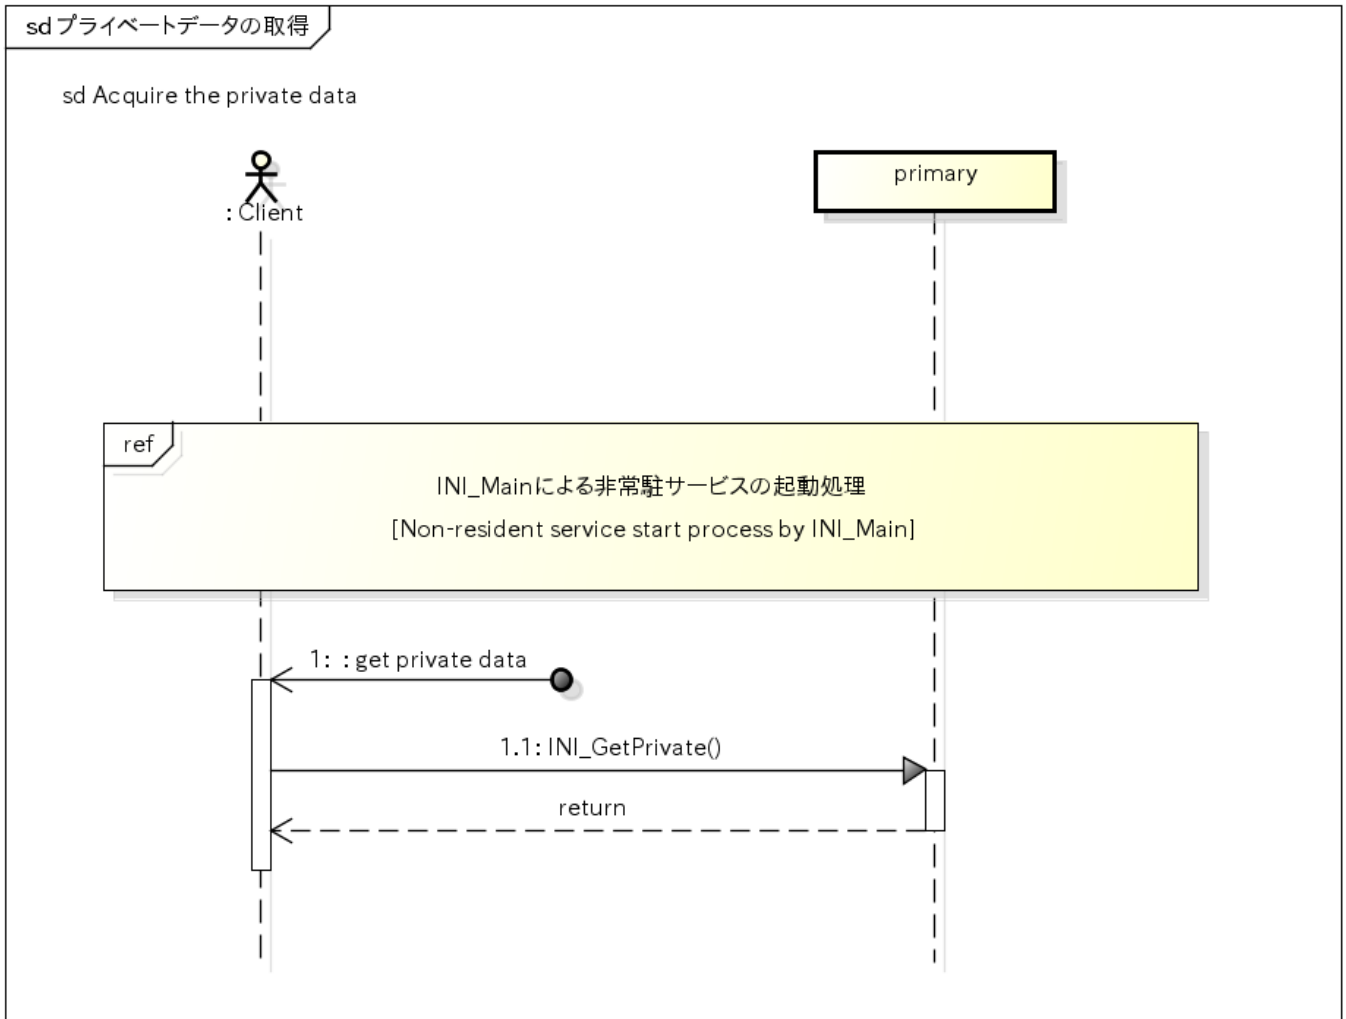 sd プライベートデータの取得
sd Acquire the private data
: Client
primary
ref
INI_Mainによる非常駐サービスの起動処理
[Non-resident service start process by INI_Main]
1: : get private data
1.1: INI_GetPrivate()
return